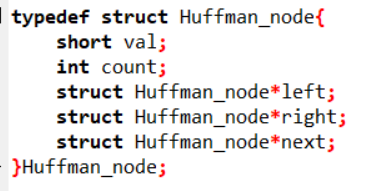 typedef struct Huffman_node{
short val;
int count;
struct Huffman_node*left;
struct Huffman_node*right;
struct Huffman_node*next;
}Huffman_node;